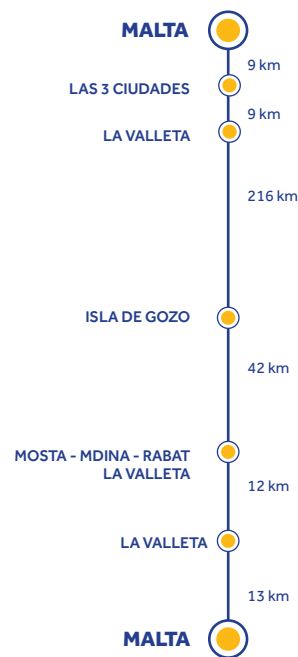 MALTA
9 km
LAS 3 CIUDADES
9 km
LA VALLETA
216 km
ISLA DE GOZO
42 km
MOSTA - MDINA - RABAT
LA VALLETA
12 km
LA VALLETA
13 km
MALTA